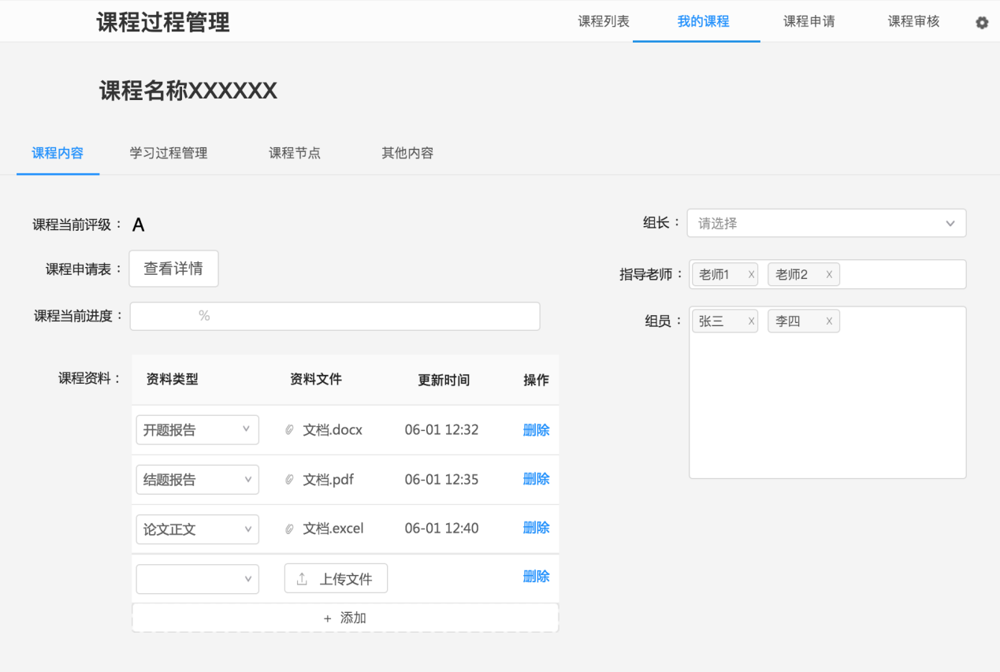 课程过程管理 课程列表 我的课程 课程申请 课程审核
课程名称XXXXXX
课程内容 学习过程管理 课程节点 其他内容
课程当前评级： A
课程申请表： 查看详情
课程当前进度： %
课程资料： 资料类型 资料文件 更新时间 操作
开题报告 文档.docx 06-01 12:32 删除
结题报告 文档.pdf 06-01 12:35 删除
论文正文 文档.excel 06-01 12:40 删除
上传文件 删除
+ 添加
组长： 请选择
指导老师： 老师1 x 老师2 x
组员： 张三 x 李四 x